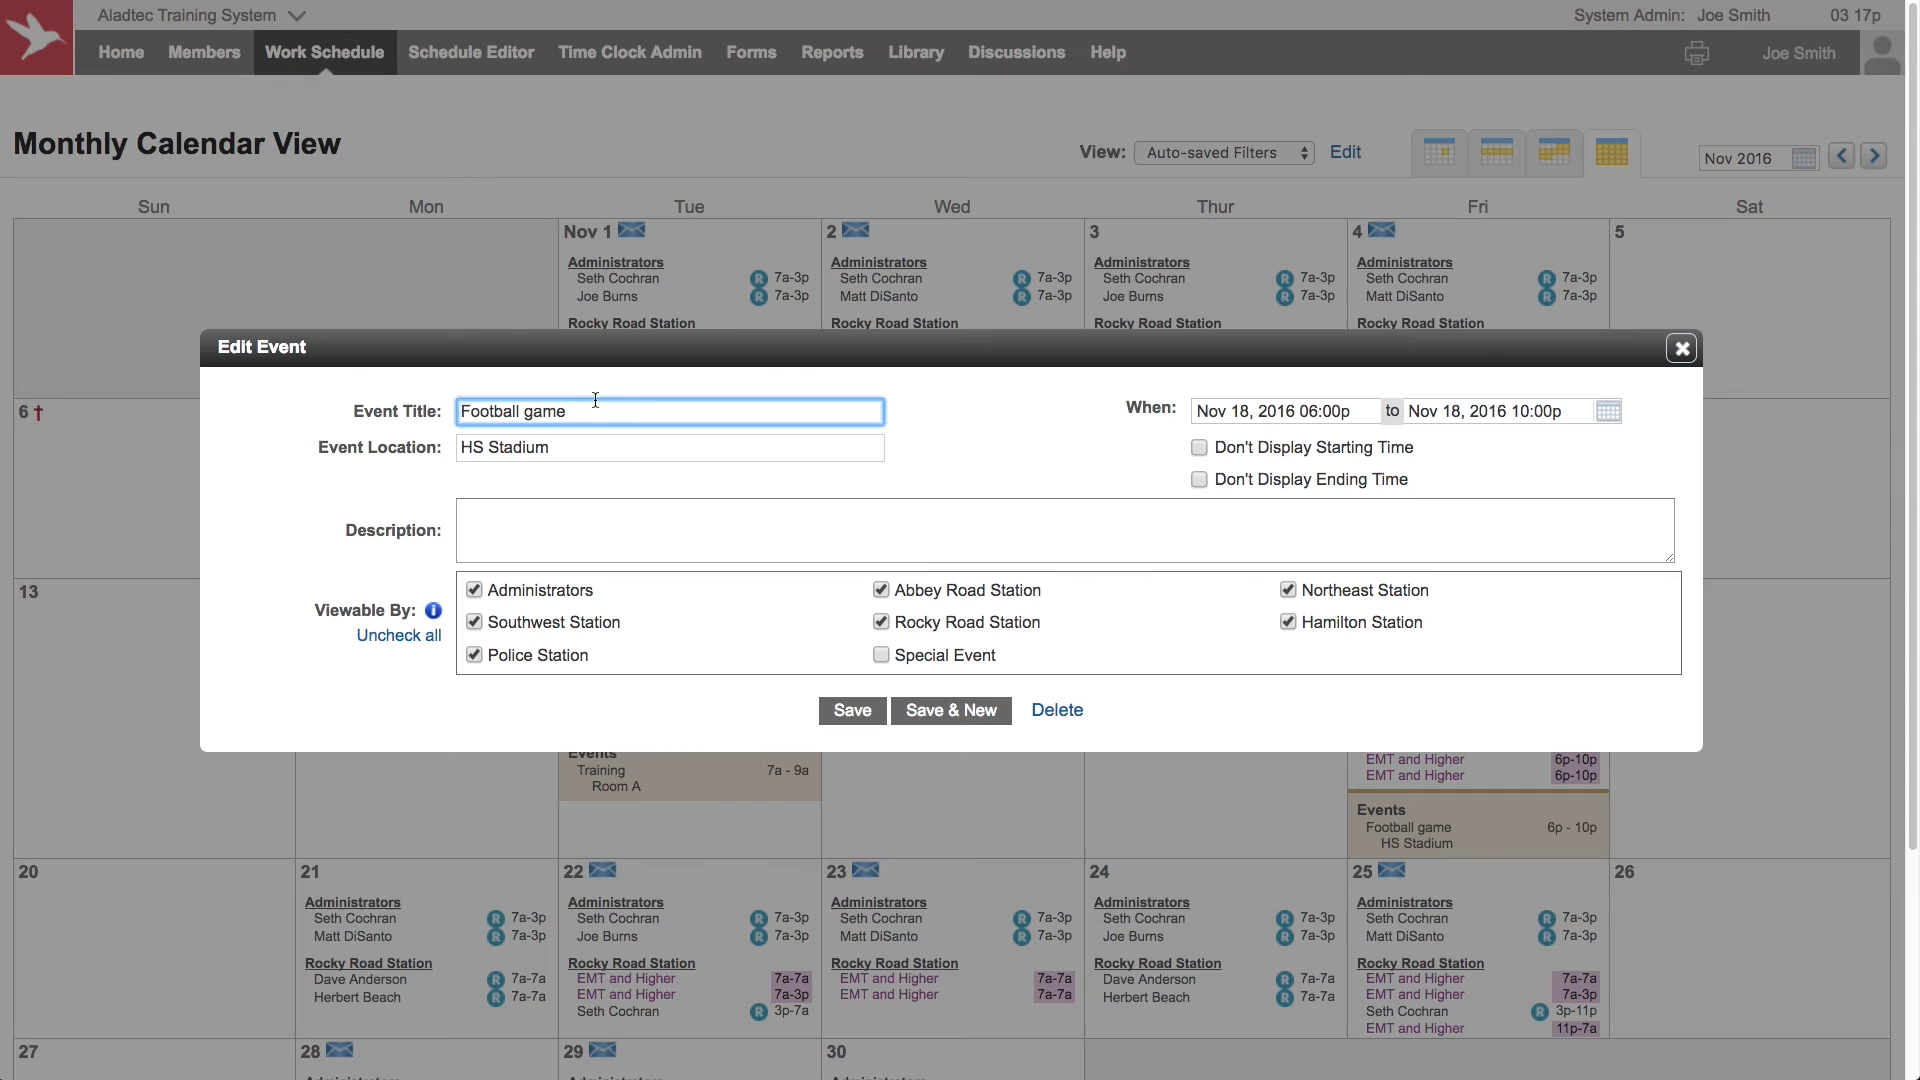 Aladtec Training System
System Admin: Joe Smith 03 17p
Home Members Work Schedule Schedule Editor Time Clock Admin Forms Reports Library Discussions Help Joe Smith
Monthly Calendar View
View: Auto-saved Filters Edit
Nov 2016
Sun Mon Tue Wed Thur Fri Sat
Nov 1 2 3 4 5
Administrators Administrators Administrators Administrators
Seth Cochran R 7a-3p Seth Cochran R 7a-3p Seth Cochran R 7a-3p Seth Cochran R 7a-3p
Joe Burns R 7a-3p Matt DiSanto R 7a-3p Joe Burns R 7a-3p Matt DiSanto R 7a-3p
Rocky Road Station Rocky Road Station Rocky Road Station Rocky Road Station
Edit Event
6 †
Event Title: Football game
When: Nov 18, 2016 06:00p to Nov 18, 2016 10:00p
Event Location: HS Stadium
Don't Display Starting Time
Don't Display Ending Time
Description:
13
Viewable By: i
Uncheck all
Administrators Abbey Road Station Northeast Station
Southwest Station Rocky Road Station Hamilton Station
Police Station Special Event
Save Save & New Delete
Events
Training 7a - 9a
Room A
EMT and Higher 6p-10p
EMT and Higher 6p-10p
Events
Football game 6p - 10p
HS Stadium
20 21 22 23 24 25 26
Administrators Administrators Administrators Administrators Administrators
Seth Cochran R 7a-3p Seth Cochran R 7a-3p Seth Cochran R 7a-3p Seth Cochran R 7a-3p Seth Cochran R 7a-3p
Matt DiSanto R 7a-3p Joe Burns R 7a-3p Matt DiSanto R 7a-3p Joe Burns R 7a-3p Matt DiSanto R 7a-3p
Rocky Road Station Rocky Road Station Rocky Road Station Rocky Road Station Rocky Road Station
Dave Anderson R 7a-7a EMT and Higher 7a-7a EMT and Higher 7a-7a Dave Anderson R 7a-7a EMT and Higher 7a-7a
Herbert Beach R 7a-7a EMT and Higher 7a-3p EMT and Higher 7a-7a Herbert Beach R 7a-7a EMT and Higher 7a-3p
Seth Cochran R 3p-7a Seth Cochran R 3p-11p
EMT and Higher 11p-7a
27 28 29 30